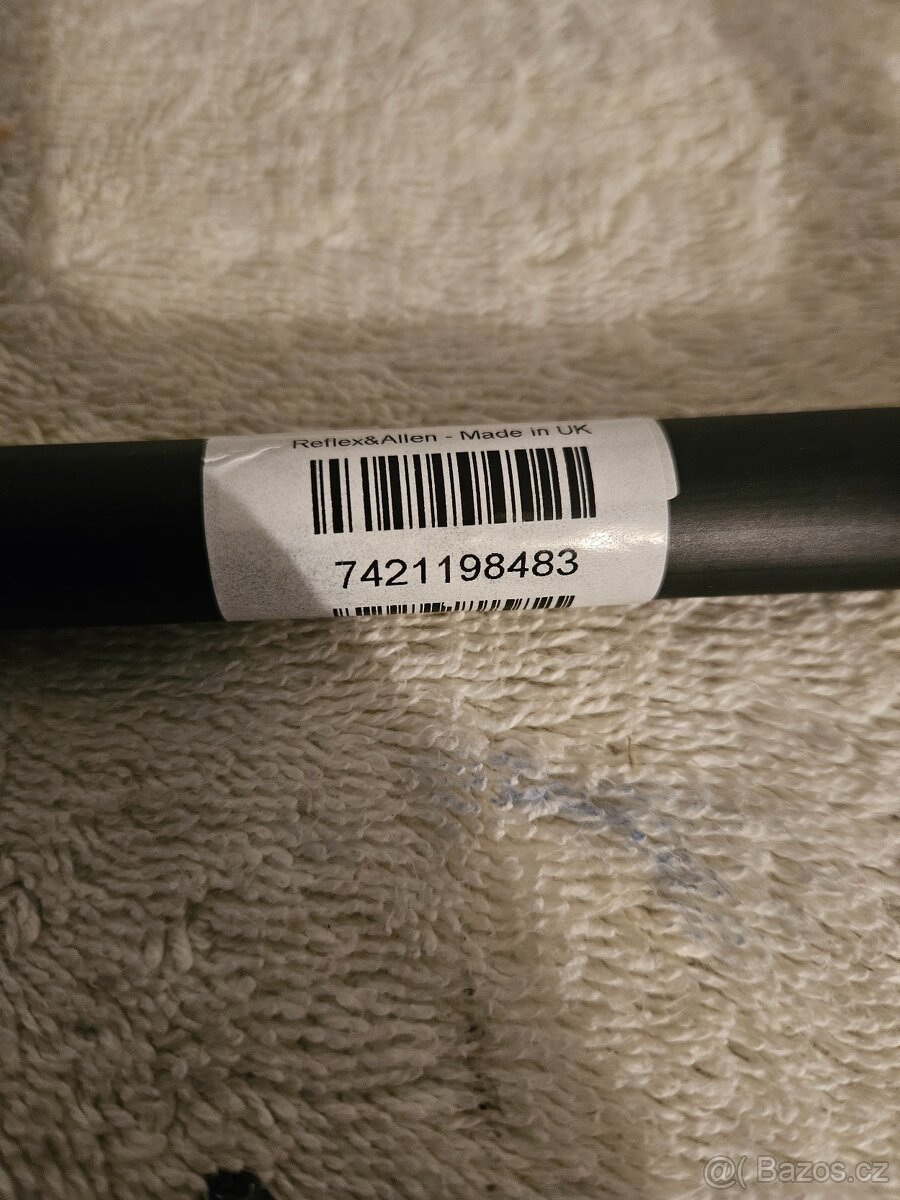 Reflex&Allen - Made in UK
7421198483
@( Bazos.cz